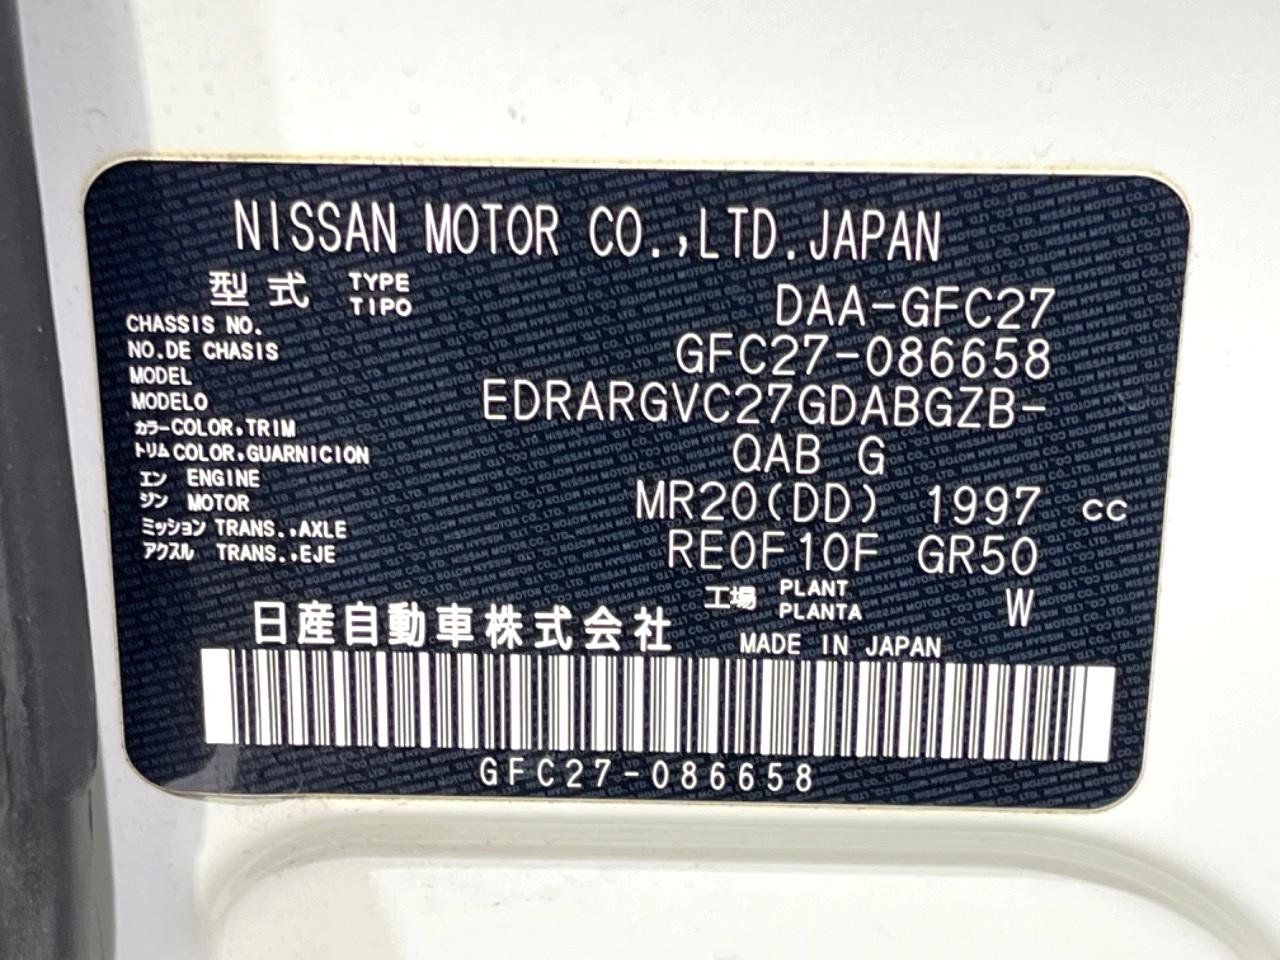 NISSAN MOTOR CO.,LTD.JAPAN
型式 TYPE TIPO DAA-GFC27
CHASSIS NO.
NO.DE CHASIS GFC27-086658
MODEL
MODELO EDRARGVC27GDABGZB-
カラー COLOR,TRIM
トリム COLOR,GUARNICION QAB G
エン ENGINE
ジン MOTOR MR20(DD) 1997 cc
ミッション TRANS.,AXLE
アクスル TRANS.,EJE RE0F10F GR50
工場 PLANT PLANTA W
日産自動車株式会社 MADE IN JAPAN
GFC27-086658